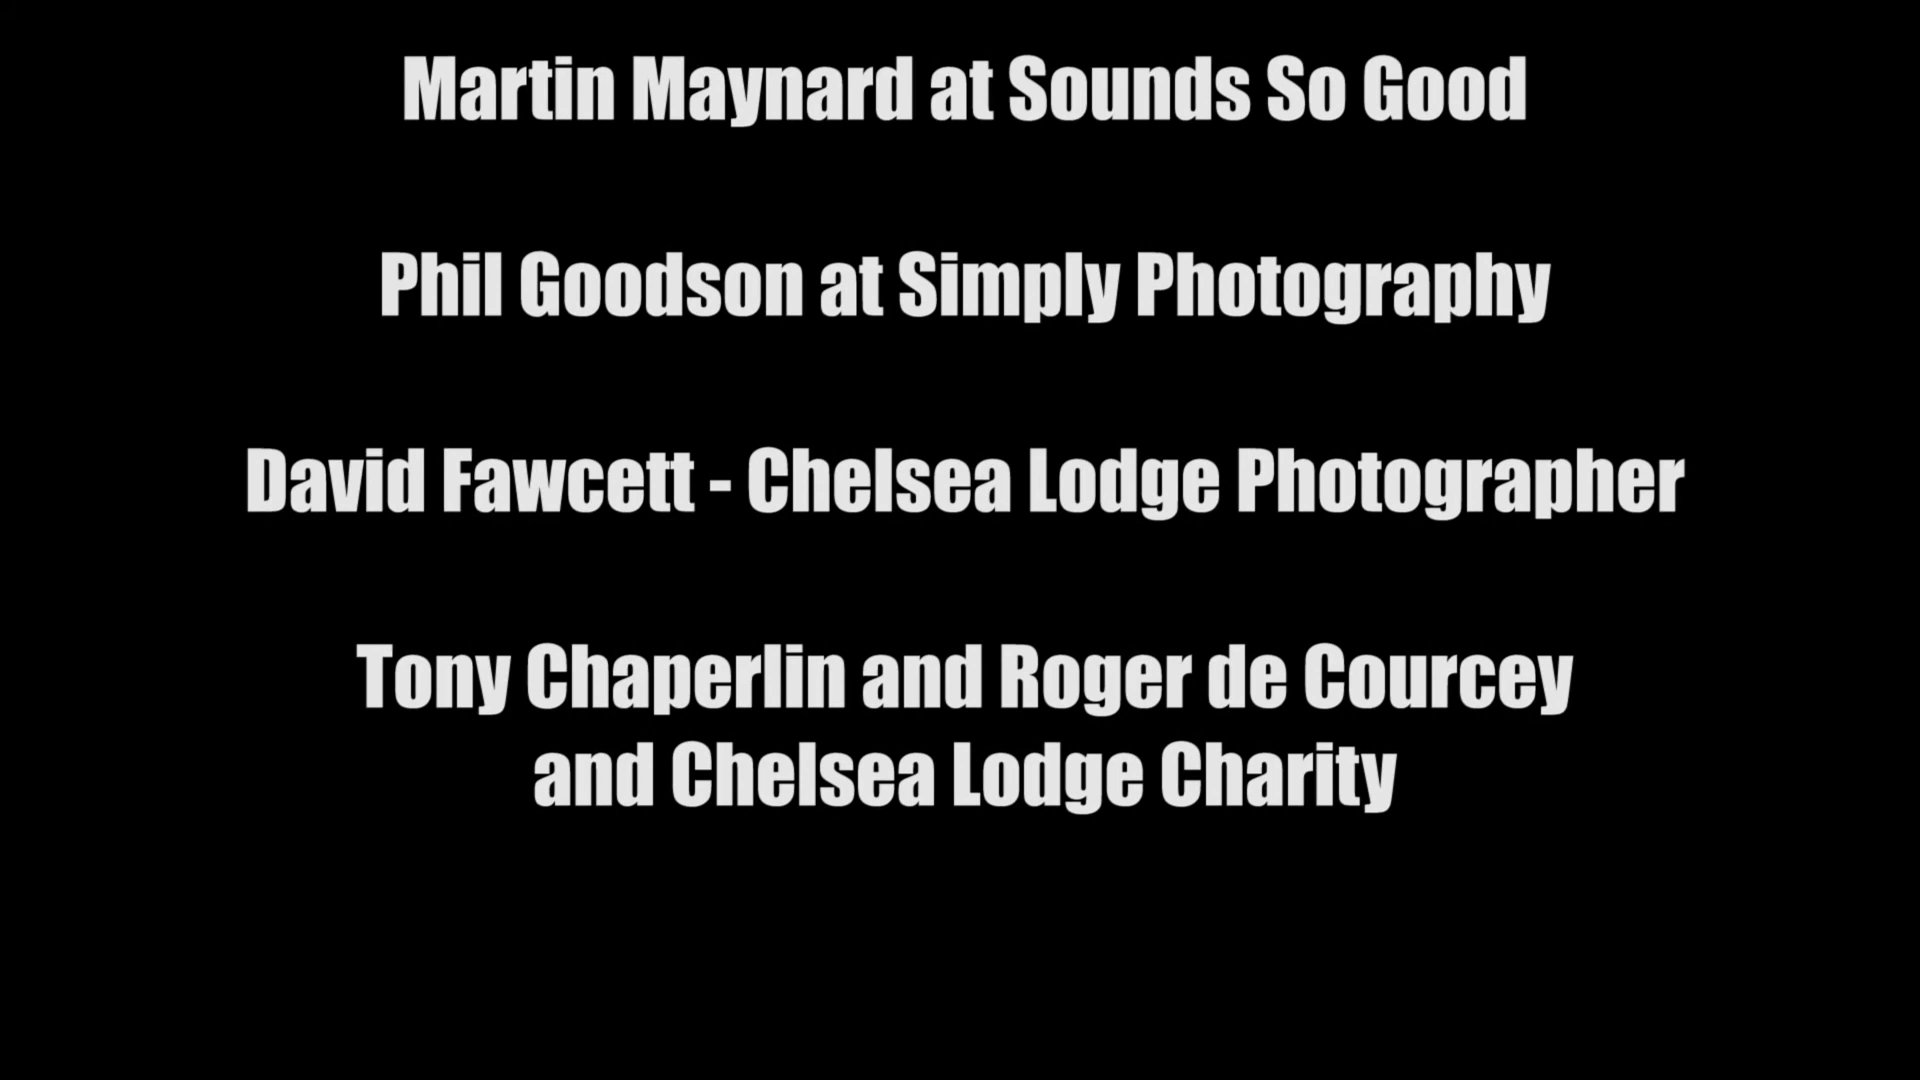 Martin Maynard at Sounds So Good
Phil Goodson at Simply Photography
David Fawcett - Chelsea Lodge Photographer
Tony Chaperlin and Roger de Courcey
and Chelsea Lodge Charity